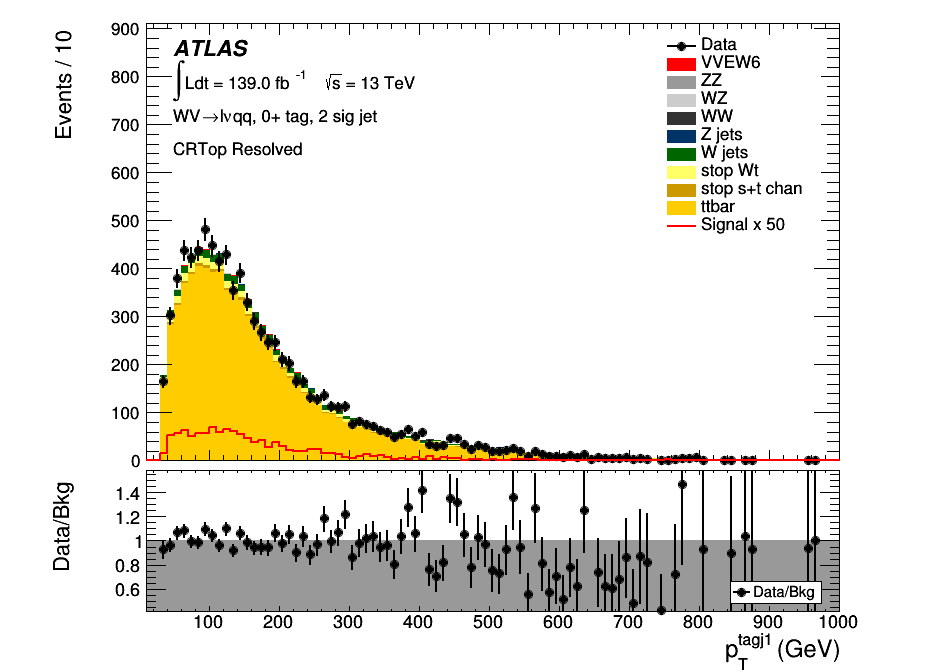 Events / 10
900
800
700
600
500
400
300
200
100
0
ATLAS
∫Ldt = 139.0 fb⁻¹ √s = 13 TeV
WV→lνqq, 0+ tag, 2 sig jet
CRTop Resolved
Data
VVEW6
ZZ
WZ
WW
Z jets
W jets
stop Wt
stop s+t chan
ttbar
Signal x 50
Data/Bkg
1.4
1.2
1
0.8
0.6
Data/Bkg
100 200 300 400 500 600 700 800 900 1000
p_T^tagj1 (GeV)